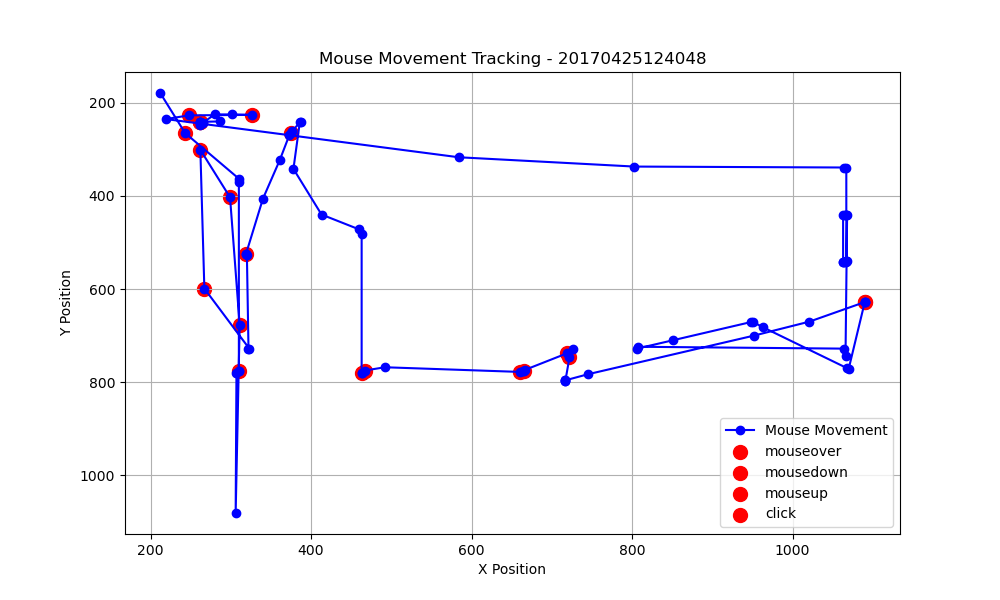 Mouse Movement Tracking - 20170425124048
200
400
600
800
1000
Y Position
Mouse Movement
mouseover
mousedown
mouseup
click
200
400
600
800
1000
X Position